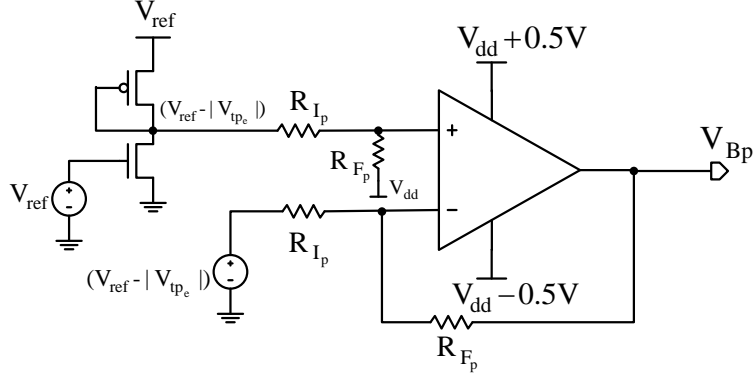 V_ref
(V_ref - | V_tp_e |)
R_I_p
V_dd + 0.5V
+
V_Bp
R_F_p
V_dd
V_ref
+
-
−
R_I_p
(V_ref - | V_tp_e |)
+
-
V_dd − 0.5V
R_F_p